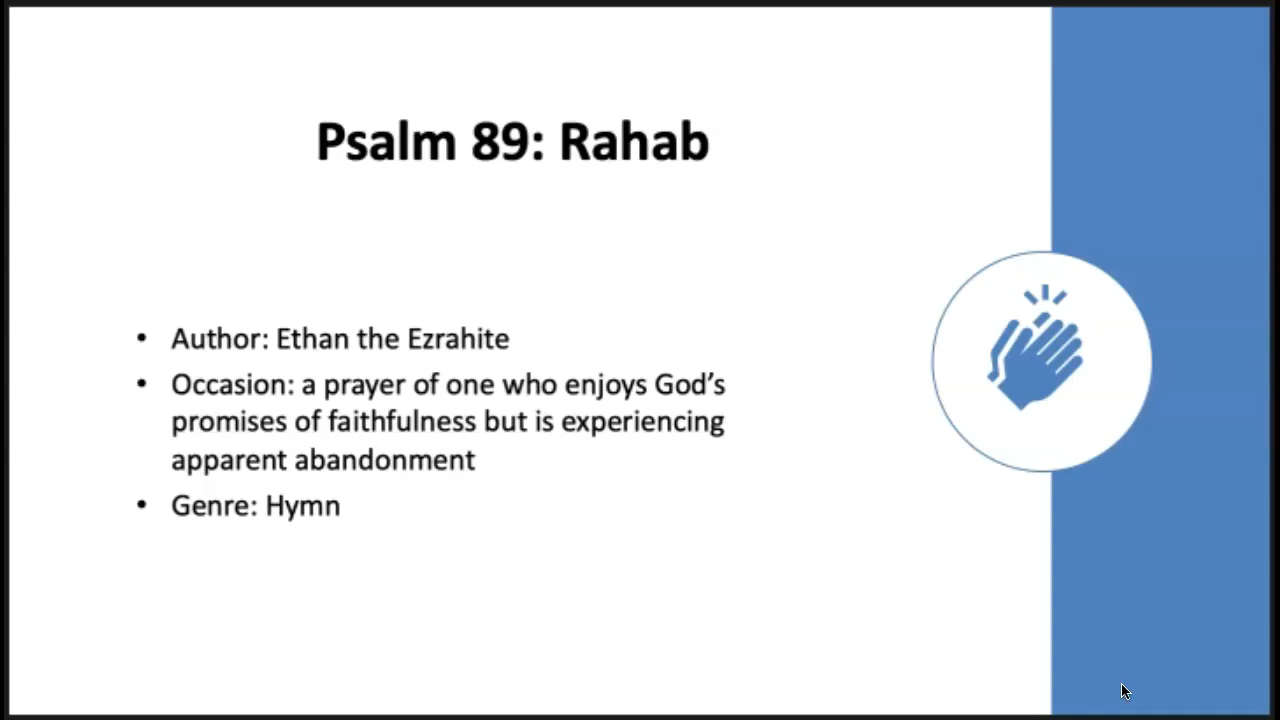 Psalm 89: Rahab
• Author: Ethan the Ezrahite
• Occasion: a prayer of one who enjoys God’s
promises of faithfulness but is experiencing
apparent abandonment
• Genre: Hymn